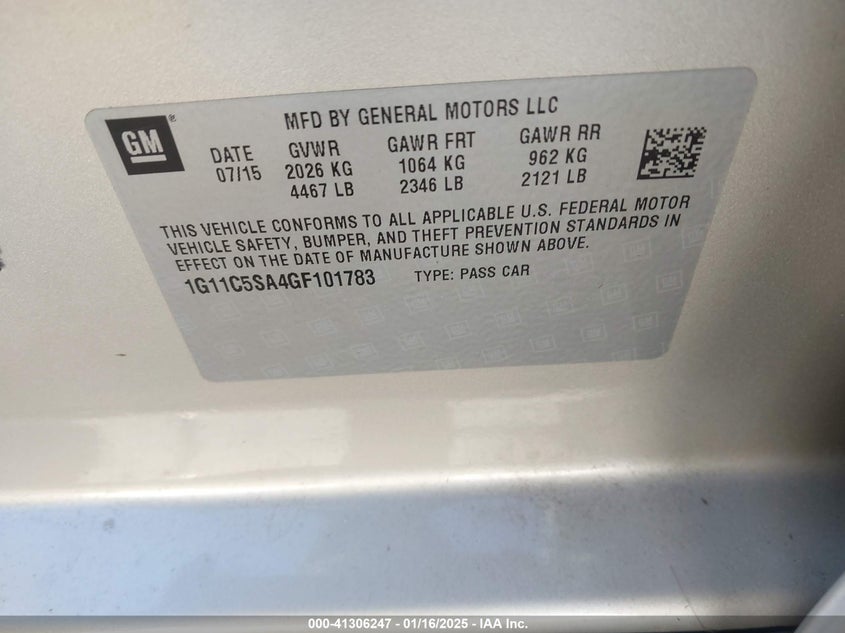 GM
®
MFD BY GENERAL MOTORS LLC
DATE GVWR GAWR FRT GAWR RR
07/15 2026 KG 1064 KG 962 KG
4467 LB 2346 LB 2121 LB
THIS VEHICLE CONFORMS TO ALL APPLICABLE U.S. FEDERAL MOTOR
VEHICLE SAFETY, BUMPER, AND THEFT PREVENTION STANDARDS IN
EFFECT ON THE DATE OF MANUFACTURE SHOWN ABOVE.
1G11C5SA4GF101783 TYPE: PASS CAR
000-41306247 - 01/16/2025 - IAA Inc.